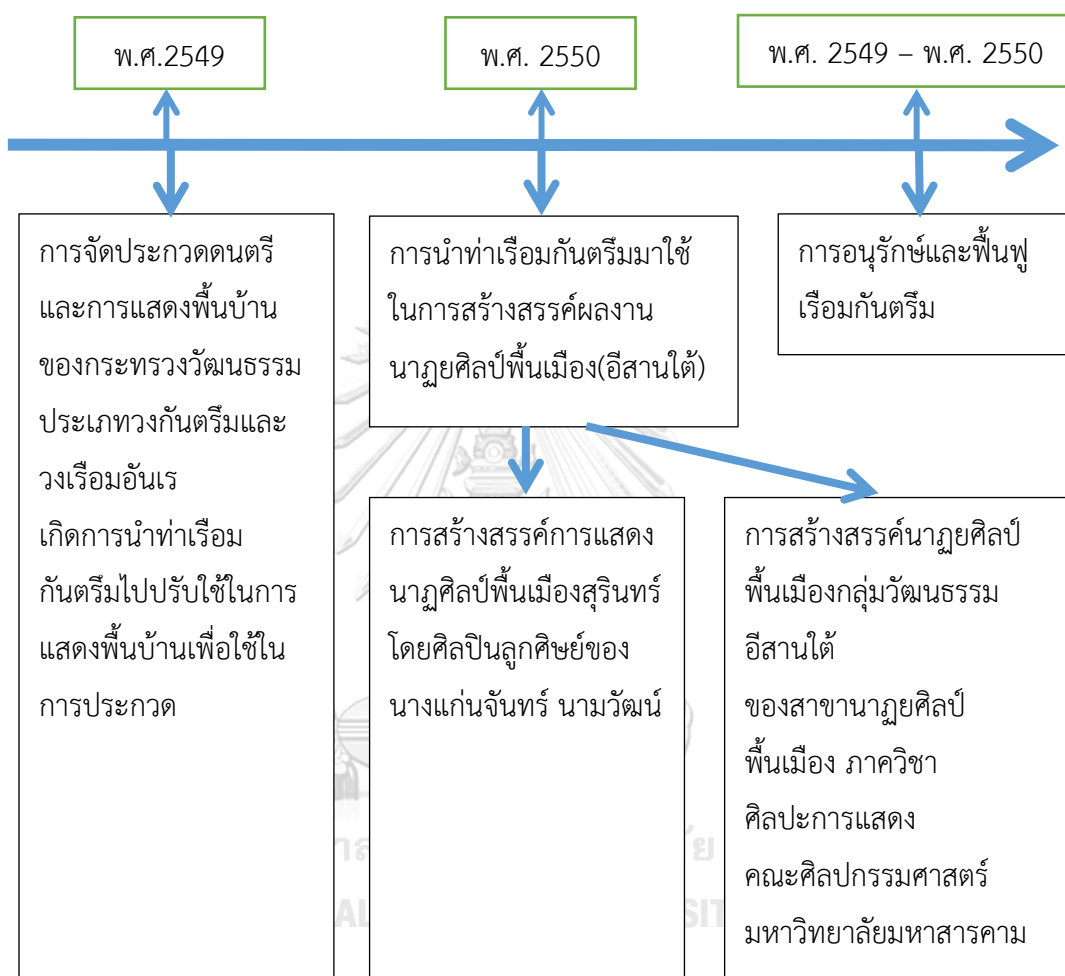 พ.ศ.2549
พ.ศ. 2550
พ.ศ. 2549 – พ.ศ. 2550
การจัดประกวดดนตรี
และการแสดงพื้นบ้าน
ของกระทรวงวัฒนธรรม
ประเภทวงกันตรึมและ
วงเรือมอันเร
เกิดการนำท่าเรือม
กันตรึมไปปรับใช้ในการ
แสดงพื้นบ้านเพื่อใช้ใน
การประกวด
การนำท่าเรือมกันตรึมมาใช้
ในการสร้างสรรค์ผลงาน
นาฏยศิลป์พื้นเมือง(อีสานใต้)
การอนุรักษ์และฟื้นฟู
เรือมกันตรึม
การสร้างสรรค์การแสดง
นาฏศิลป์พื้นเมืองสุรินทร์
โดยศิลปินลูกศิษย์ของ
นางแก่นจันทร์ นามวัฒน์
การสร้างสรรค์นาฏยศิลป์
พื้นเมืองกลุ่มวัฒนธรรม
อีสานใต้
ของสาขานาฏยศิลป์
พื้นเมือง ภาควิชา
ศิลปะการแสดง
คณะศิลปกรรมศาสตร์
มหาวิทยาลัยมหาสารคาม